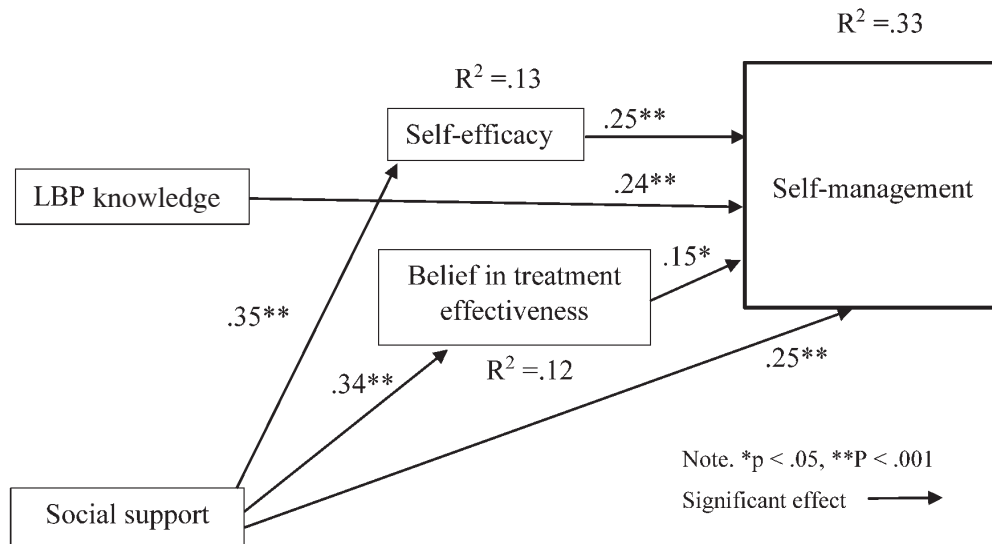 R² =.33
R² =.13
Self-efficacy
.25**
LBP knowledge
.24**
Self-management
Belief in treatment
effectiveness
.15*
.35**
.34**
R² =.12
.25**
Note. *p < .05, **P < .001
Significant effect
Social support